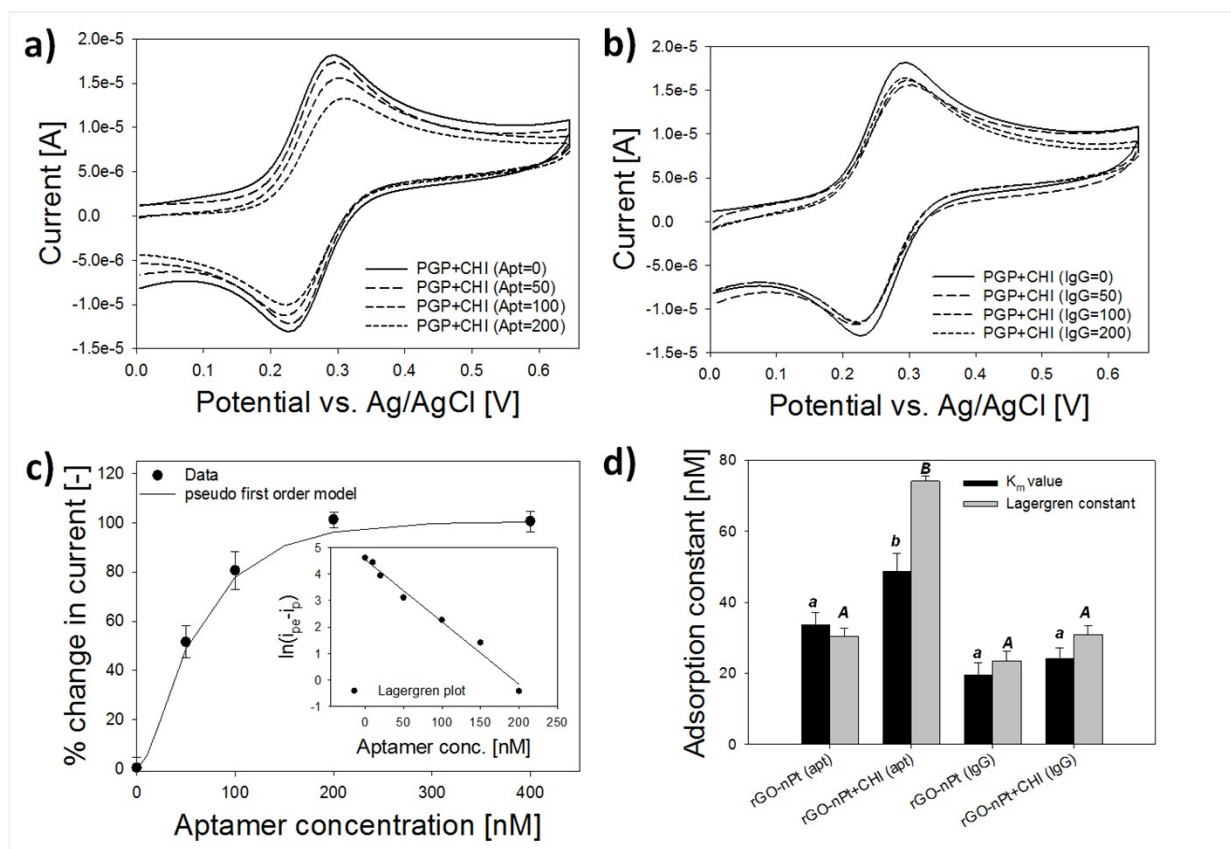 a)
2.0e-5
1.5e-5
1.0e-5
5.0e-6
0.0
-5.0e-6
-1.0e-5
-1.5e-5
Current [A]
PGP+CHI (Apt=0)
PGP+CHI (Apt=50)
PGP+CHI (Apt=100)
PGP+CHI (Apt=200)
0.0 0.1 0.2 0.3 0.4 0.5 0.6
Potential vs. Ag/AgCl [V]
b)
2.0e-5
1.5e-5
1.0e-5
5.0e-6
0.0
-5.0e-6
-1.0e-5
-1.5e-5
Current [A]
PGP+CHI (IgG=0)
PGP+CHI (IgG=50)
PGP+CHI (IgG=100)
PGP+CHI (IgG=200)
0.0 0.1 0.2 0.3 0.4 0.5 0.6
Potential vs. Ag/AgCl [V]
c)
120
100
80
60
40
20
0
% change in current [-]
Data
pseudo first order model
5
4
3
2
1
0
-1
ln(i_pe-i_p)
Lagergren plot
0 50 100 150 200 250
Aptamer conc. [nM]
0 100 200 300 400
Aptamer concentration [nM]
d)
80
60
40
20
0
Adsorption constant [nM]
K_m value
Lagergren constant
a A b B a A a A
rGO-nPt (apt)
rGO-nPt+CHI (apt)
rGO-nPt (IgG)
rGO-nPt+CHI (IgG)